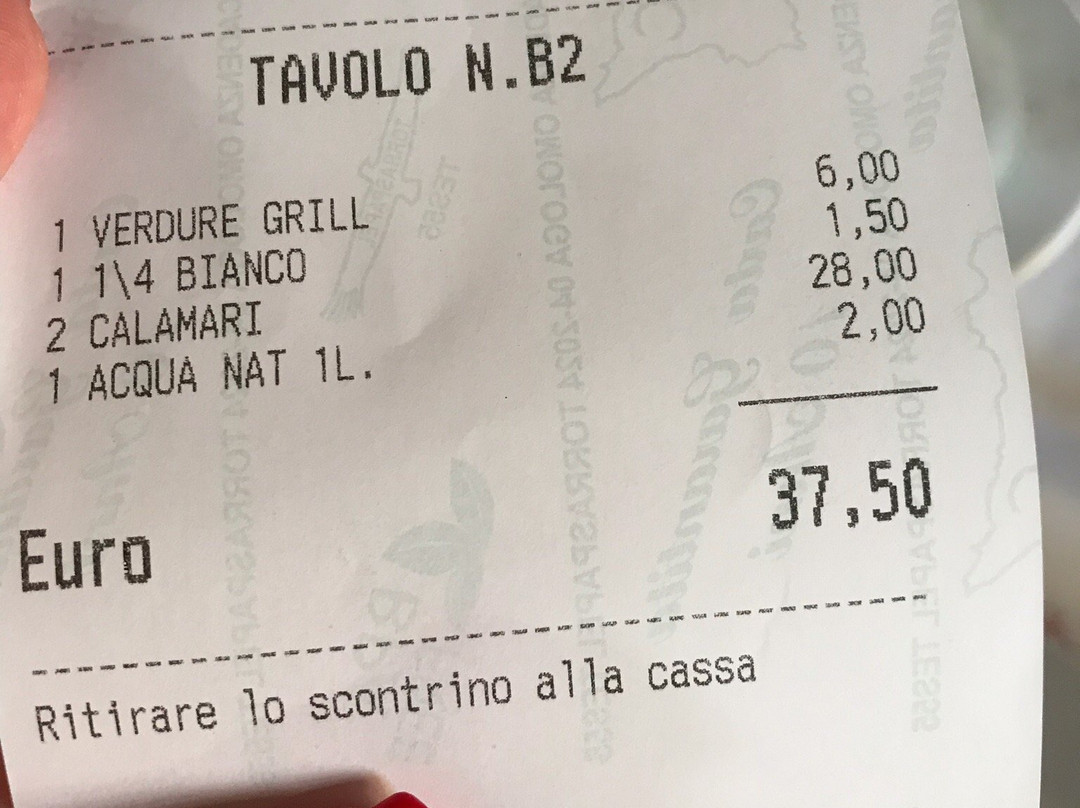 TAVOLO N.B2
1 VERDURE GRILL 6,00
1 1\4 BIANCO 1,50
2 CALAMARI 28,00
1 ACQUA NAT 1L. 2,00
Euro 37,50
Ritirare lo scontrino alla cassa